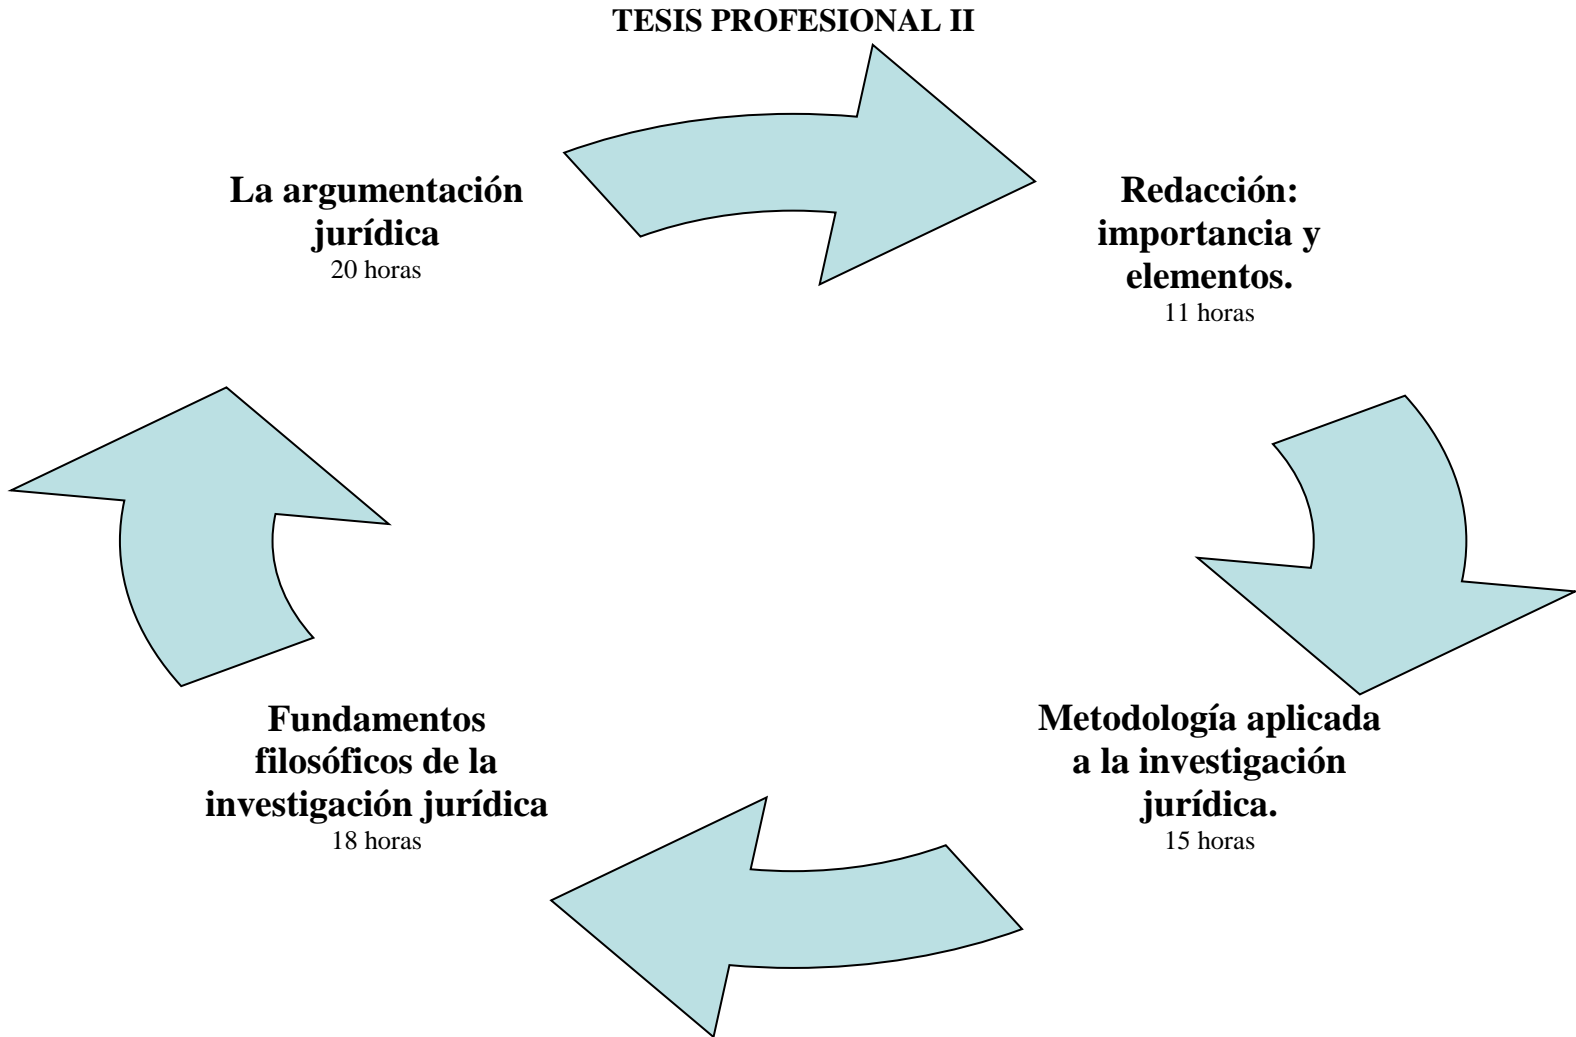 TESIS PROFESIONAL II
La argumentación
jurídica
20 horas
Redacción:
importancia y
elementos.
11 horas
Metodología aplicada
a la investigación
jurídica.
15 horas
Fundamentos
filosóficos de la
investigación jurídica
18 horas